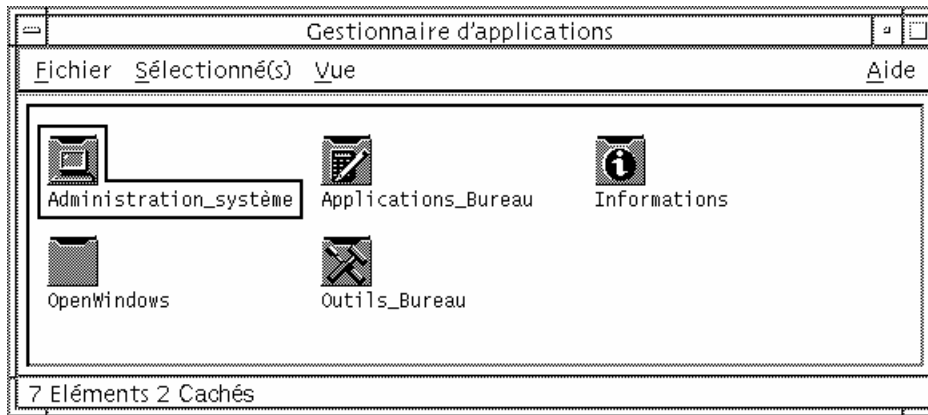 Gestionnaire d'applications
Fichier Sélectionné(s) Vue Aide
Administration_système Applications_Bureau Informations
OpenWindows Outils_Bureau
7 Eléments 2 Cachés